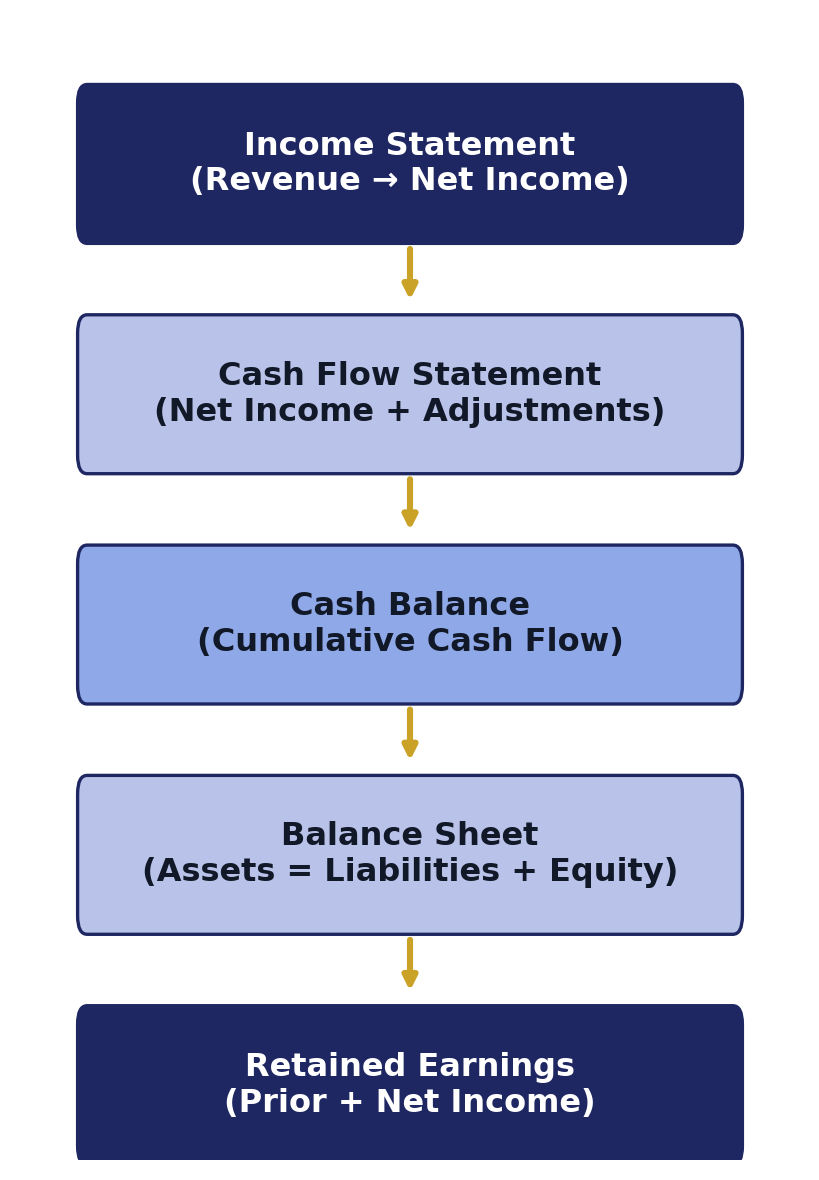 Income Statement
(Revenue → Net Income)
Cash Flow Statement
(Net Income + Adjustments)
Cash Balance
(Cumulative Cash Flow)
Balance Sheet
(Assets = Liabilities + Equity)
Retained Earnings
(Prior + Net Income)